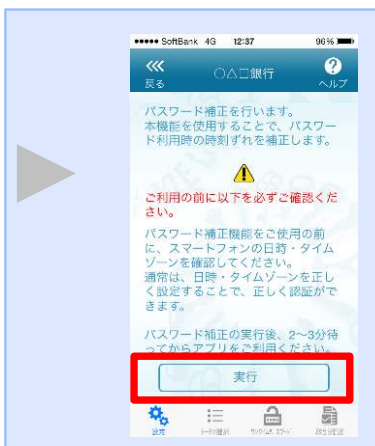 ●●●●● SoftBank 4G 12:37 96%
戻る ○△□銀行 ? ヘルプ
パスワード補正を行います。
本機能を使用することで、パスワー
ド利用時の時刻ずれを補正します。
ご利用の前に以下を必ずご確認くだ
さい。
パスワード補正機能をご使用の前
に、スマートフォンの日時・タイム
ゾーンを確認してください。
通常は、日時・タイムゾーンを正し
く設定することで、正しく認証がで
きます。
パスワード補正の実行後、2～3分待
ってからアプリをご利用ください。
実行
設定